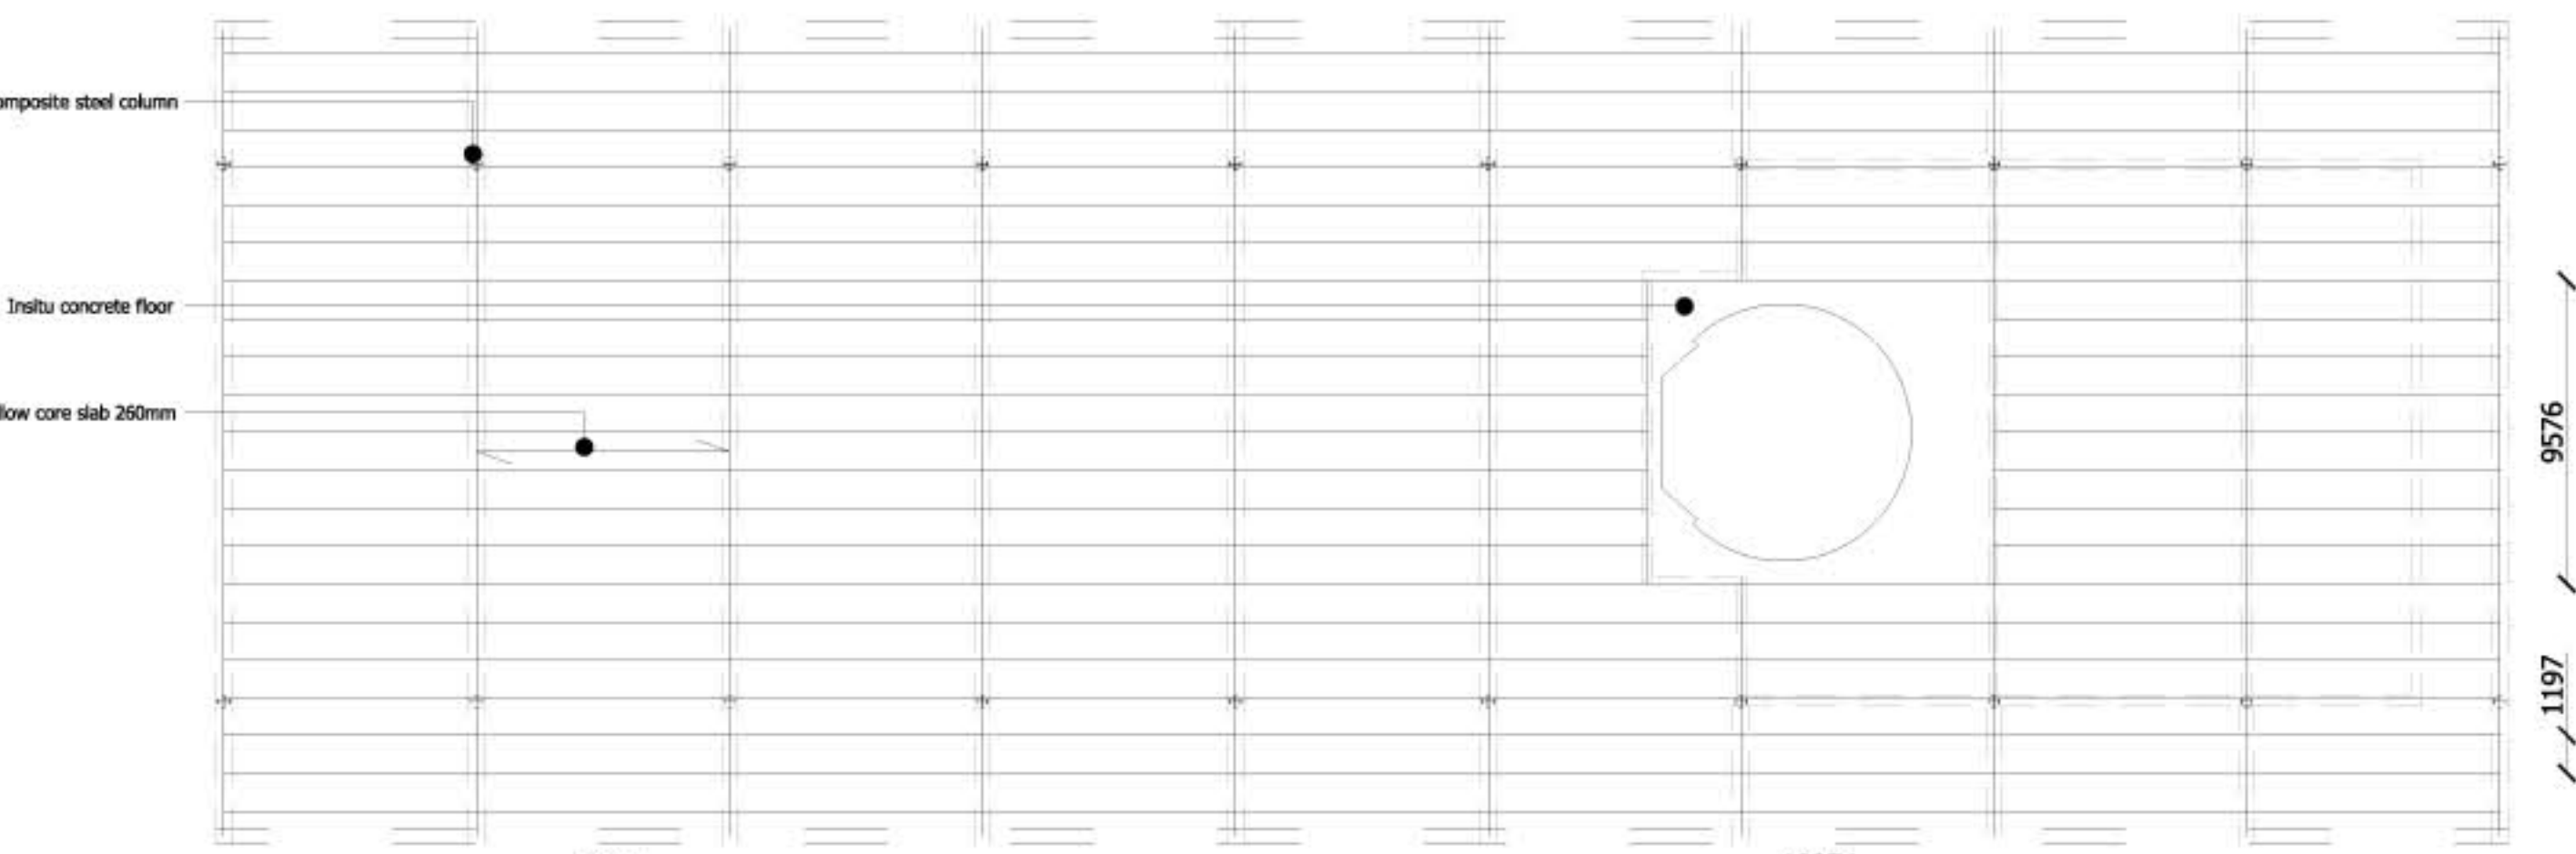 omposite steel column
Insitu concrete floor
llow core slab 260mm
9576
1197